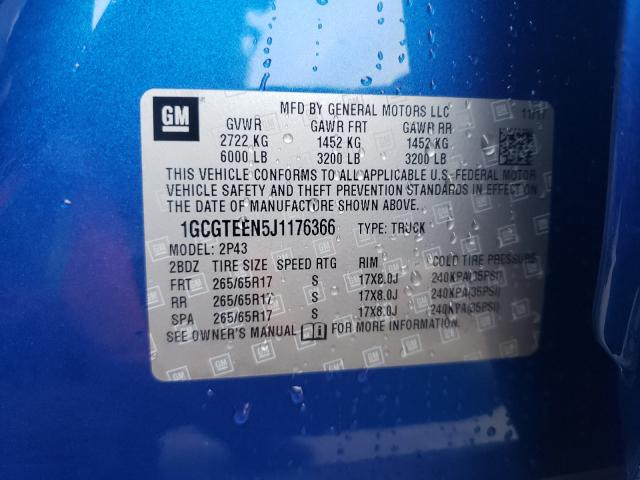 GM
MFD BY GENERAL MOTORS LLC 11/17
GVWR GAWR FRT GAWR RR
2722 KG 1452 KG 1452 KG
6000 LB 3200 LB 3200 LB
THIS VEHICLE CONFORMS TO ALL APPLICABLE U.S. FEDERAL MOTOR
VEHICLE SAFETY AND THEFT PREVENTION STANDARDS IN EFFECT ON
THE DATE OF MANUFACTURE SHOWN ABOVE.
1GCGTEEN5J1176366 TYPE: TRUCK
MODEL: 2P43
2BDZ TIRE SIZE SPEED RTG RIM COLD TIRE PRESSURE
FRT 265/65R17 S 17X8.0J 240KPA(35PSI)
RR 265/65R17 S 17X8.0J 240KPA(35PSI)
SPA 265/65R17 S 17X8.0J 240KPA(35PSI)
SEE OWNER'S MANUAL FOR MORE INFORMATION.